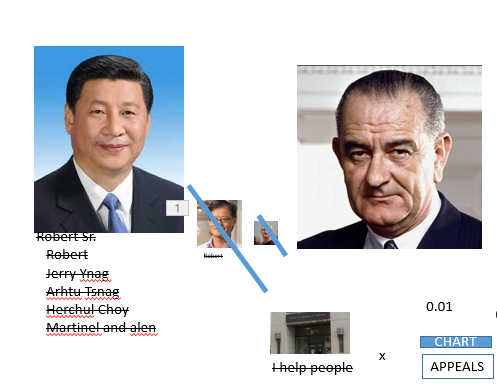 1
Robert Sr.
Robert
Robert
Jerry Ynag
Arhtu Tsnag
Herchul Choy
Martinel and alen
0.01
CHART
I help people
x
APPEALS